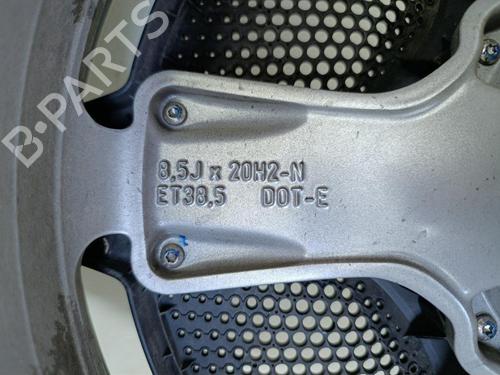 B-PARTS
8,5J x 20H2-N
ET38,5 DOT-E